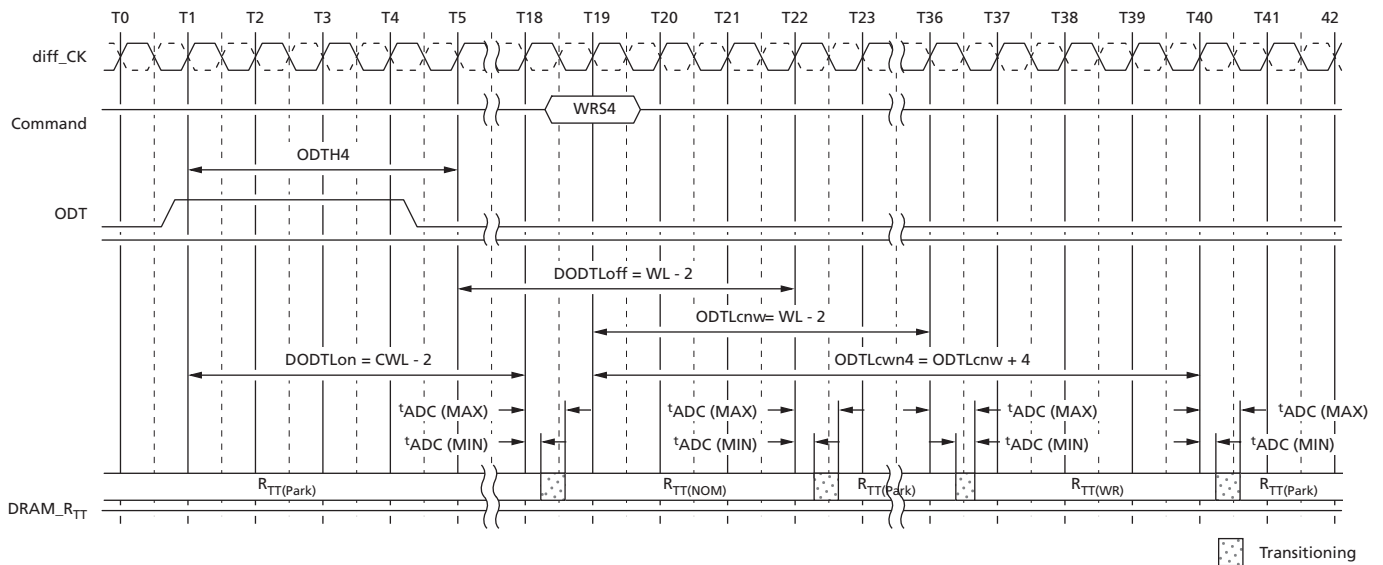 T0 T1 T2 T3 T4 T5 T18 T19 T20 T21 T22 T23 T36 T37 T38 T39 T40 T41 42
diff_CK
Command WRS4
ODTH4
ODT
DODTLoff = WL - 2
ODTLcnw= WL - 2
DODTLon = CWL - 2 ODTLcwn4 = ODTLcnw + 4
tADC (MAX) tADC (MAX) tADC (MAX) tADC (MAX)
tADC (MIN) tADC (MIN) tADC (MIN) tADC (MIN)
RTT(Park) RTT(NOM) RTT(Park) RTT(WR) RTT(Park)
DRAM_RTT
Transitioning